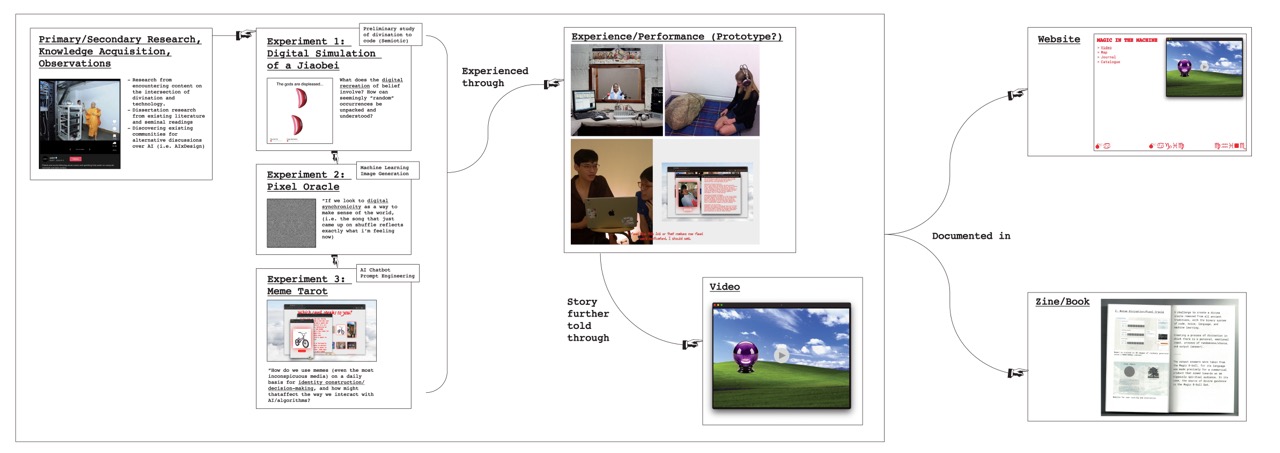 Primary/Secondary Research,
Knowledge Acquisition,
Observations
- Research from
encountering content on
the intersection of
divination and
technology.
- Dissertation research
from existing literature
and seminal readings
- Discovering existing
communities for
alternative discussions
over AI (i.e. AIxDesign)
Preliminary study
of divination to
code (Semiotic)
Experiment 1:
Digital Simulation
of a Jiaobei
The gods are displeased...
What does the digital
recreation of belief
involve? How can
seemingly "random"
occurrences be
unpacked and
understood?
Machine Learning
Image Generation
Experiment 2:
Pixel Oracle
"If we look to digital
synchronicity as a way to
make sense of the world,
(i.e. the song that just
came up on shuffle reflects
exactly what i'm feeling
now)
AI Chatbot
Prompt Engineering
Experiment 3:
Meme Tarot
"How do we use memes (even the most
inconspicuous media) on a daily
basis for identity construction/
decision-making, and how might
thataffect the way we interact with
AI/algorithms?
Experienced
through
Experience/Performance (Prototype?)
Story
further
told
through
Video
Documented in
Website
MAGIC IN THE MACHINE
> Video
> Map
> Journal
> Catalogue
Zine/Book